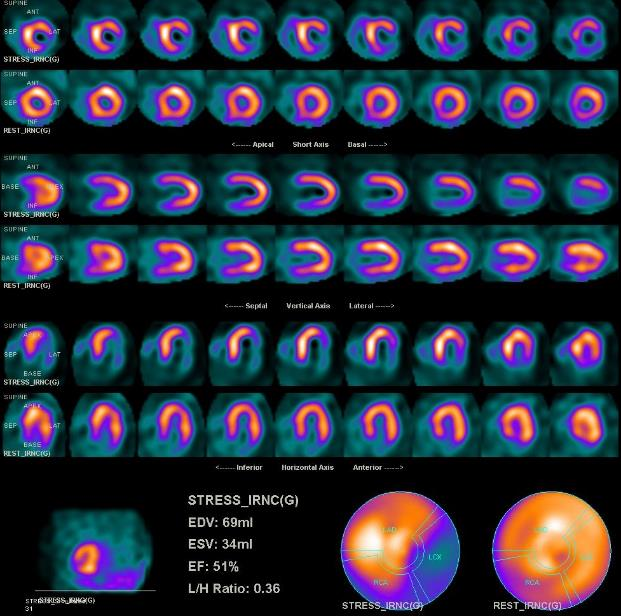 SUPINE
ANT
SEP LAT
INF
STRESS_IRNC(G)
SUPINE
ANT
SEP LAT
INF
REST_IRNC(G)
<------ Apical Short Axis Basal ------>
SUPINE
ANT
BASE APEX
INF
STRESS_IRNC(G)
SUPINE
ANT
BASE APEX
INF
REST_IRNC(G)
<------ Septal Vertical Axis Lateral ------>
SUPINE
APEX
SEP LAT
BASE
STRESS_IRNC(G)
SUPINE
APEX
SEP LAT
BASE
REST_IRNC(G)
<------ Inferior Horizontal Axis Anterior ------>
STRESS_IRNC(G)
EDV: 69ml
ESV: 34ml
EF: 51%
L/H Ratio: 0.36
STRESS_IRNC(G)
31
LAD
LCX
RCA
STRESS_IRNC(G)
LAD
RCA
REST_IRNC(G)